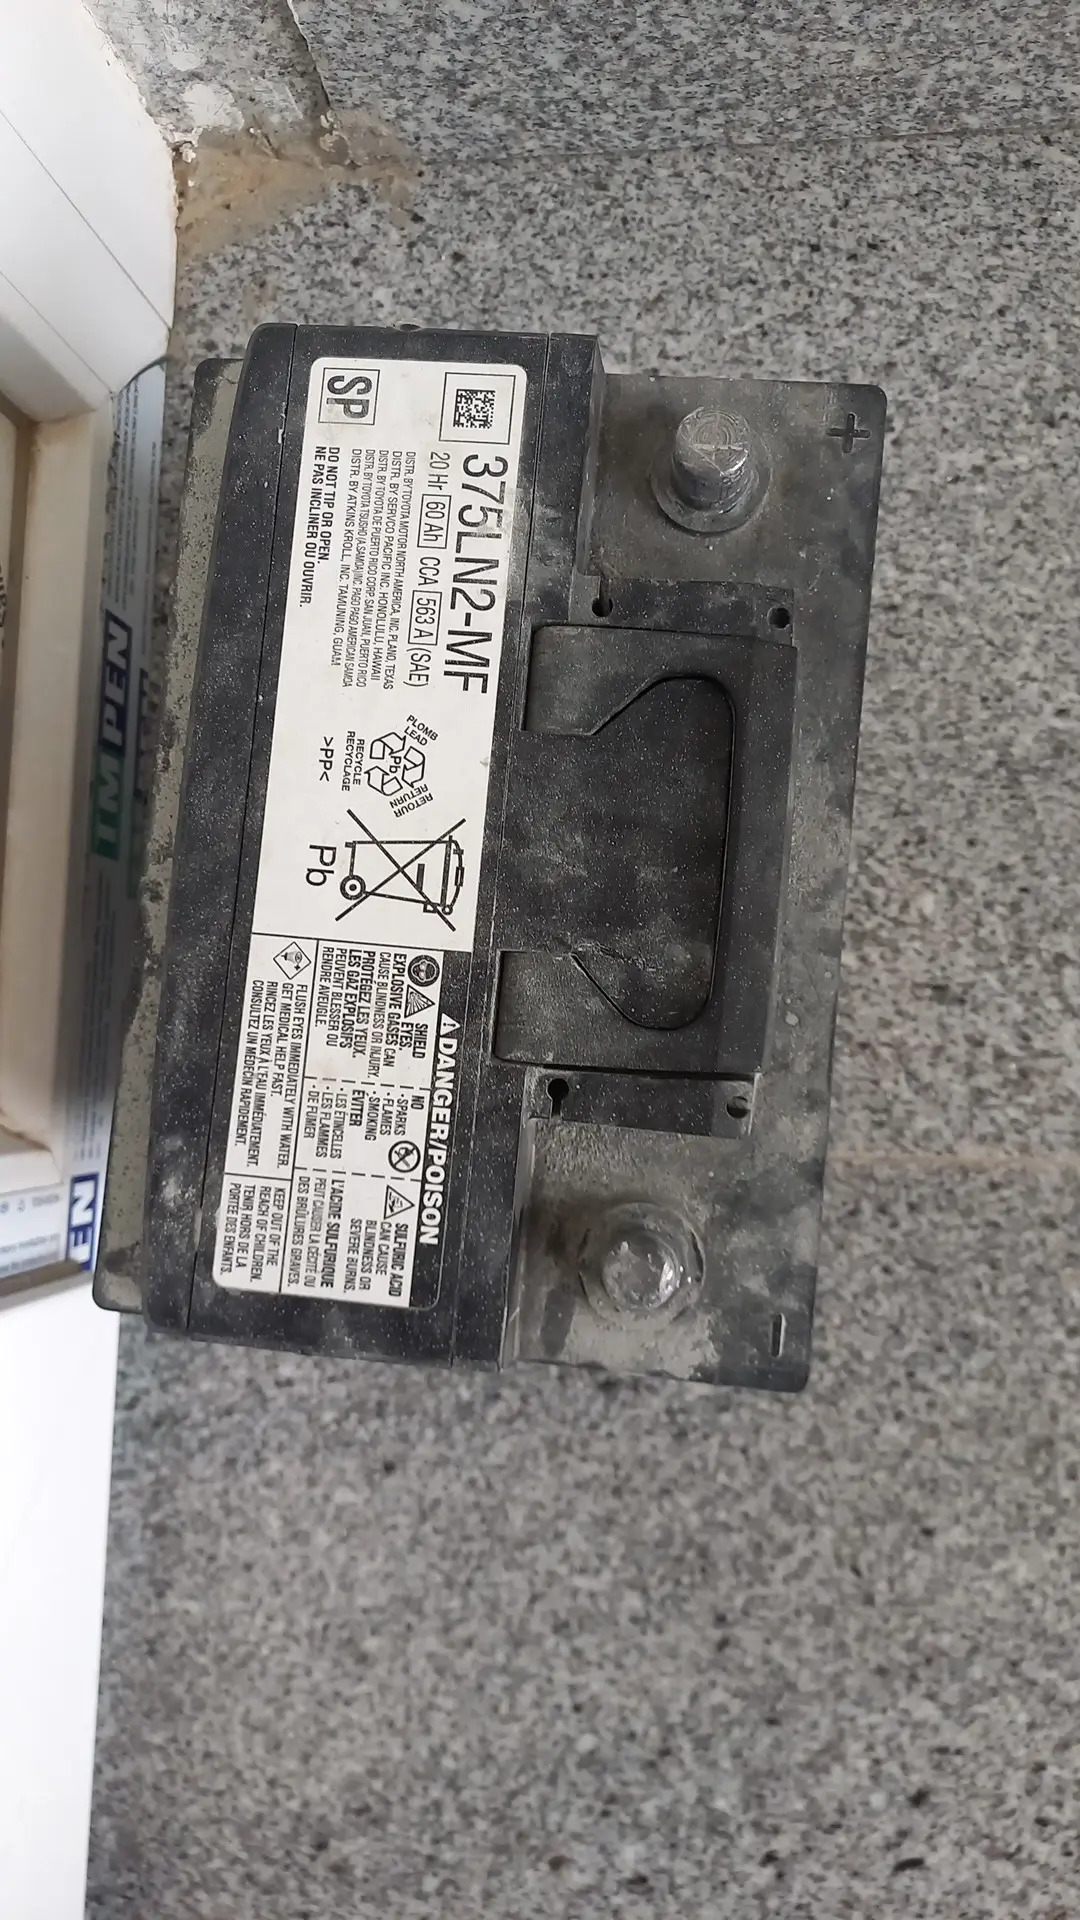 SP
375LN2-MF
20 Hr 60 Ah CCA 563 A (SAE)
DISTR. BY TOYOTA MOTOR NORTH AMERICA, INC. PLANO, TEXAS
DISTR. BY SERVCO PACIFIC INC. HONOLULU, HAWAII
DISTR. BY TOYOTA DE PUERTO RICO CORP. SAN JUAN, PUERTO RICO
DISTR. BY TOYOTA TSUSHO (A.SAMOA) INC. PAGO PAGO AMERICAN SAMOA
DISTR. BY ATKINS KROLL, INC. TAMUNING, GUAM
DO NOT TIP OR OPEN.
NE PAS INCLINER OU OUVRIR.
PLOMB
LEAD
Pb
RETOUR
RETURN
RECYCLE
RECYCLAGE
>PP<
Pb
DANGER/POISON
SHIELD
EYES.
EXPLOSIVE GASES CAN
CAUSE BLINDNESS OR INJURY.
PROTÉGEZ LES YEUX.
LES GAZ EXPLOSIFS
PEUVENT BLESSER OU
RENDRE AVEUGLE.
NO
•SPARKS
•FLAMES
•SMOKING
ÉVITER
•LES ÉTINCELLES
•LES FLAMMES
•DE FUMER
SULFURIC ACID
CAN CAUSE
BLINDNESS OR
SEVERE BURNS.
L'ACIDE SULFURIQUE
PEUT CAUSER LA CÉCITÉ OU
DES BRÛLURES GRAVES.
FLUSH EYES IMMEDIATELY WITH WATER.
GET MEDICAL HELP FAST.
RINCEZ LES YEUX À L'EAU IMMÉDIATEMENT.
CONSULTEZ UN MÉDECIN RAPIDEMENT.
KEEP OUT OF THE
REACH OF CHILDREN.
TENIR HORS DE LA
PORTÉE DES ENFANTS.
+
−
IMPEN